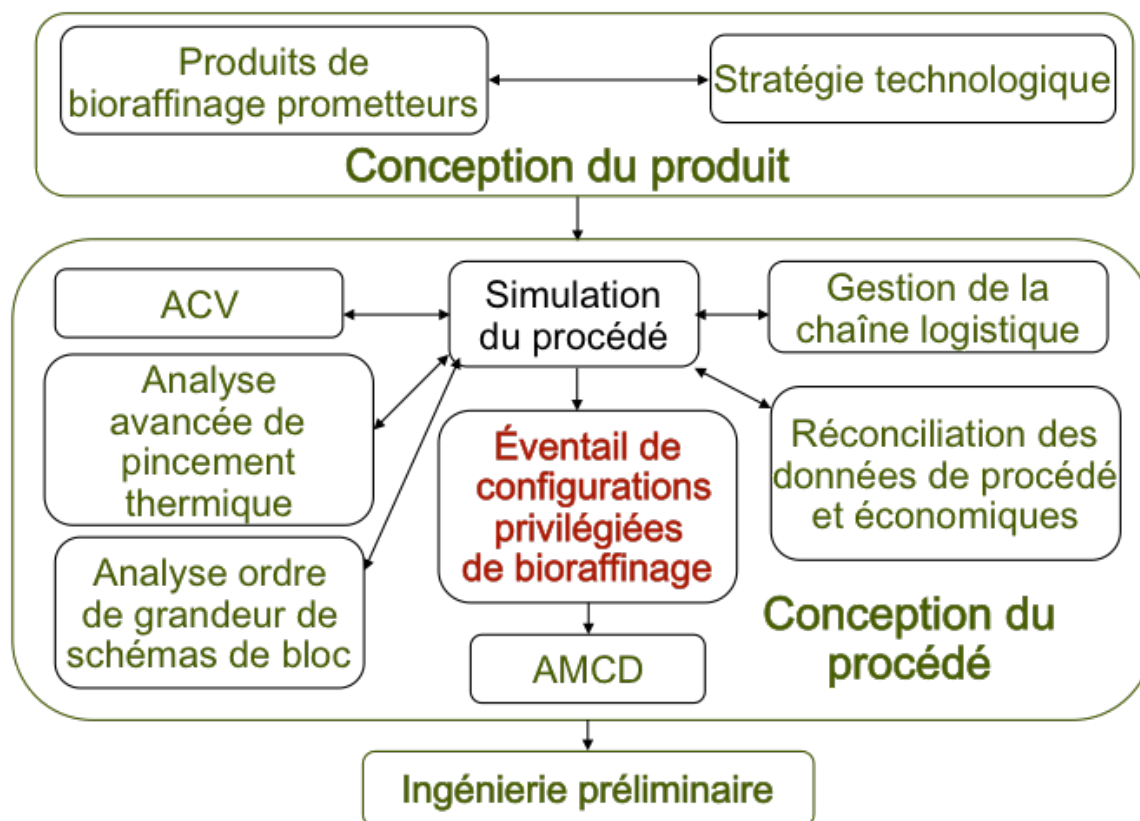 Produits de
bioraffinage prometteurs
Stratégie technologique
Conception du produit
ACV
Simulation
du procédé
Gestion de la
chaîne logistique
Analyse
avancée de
pincement
thermique
Éventail de
configurations
privilégiées
de bioraffinage
Réconciliation des
données de procédé
et économiques
Analyse ordre
de grandeur de
schémas de bloc
AMCD
Conception du
procédé
Ingénierie préliminaire